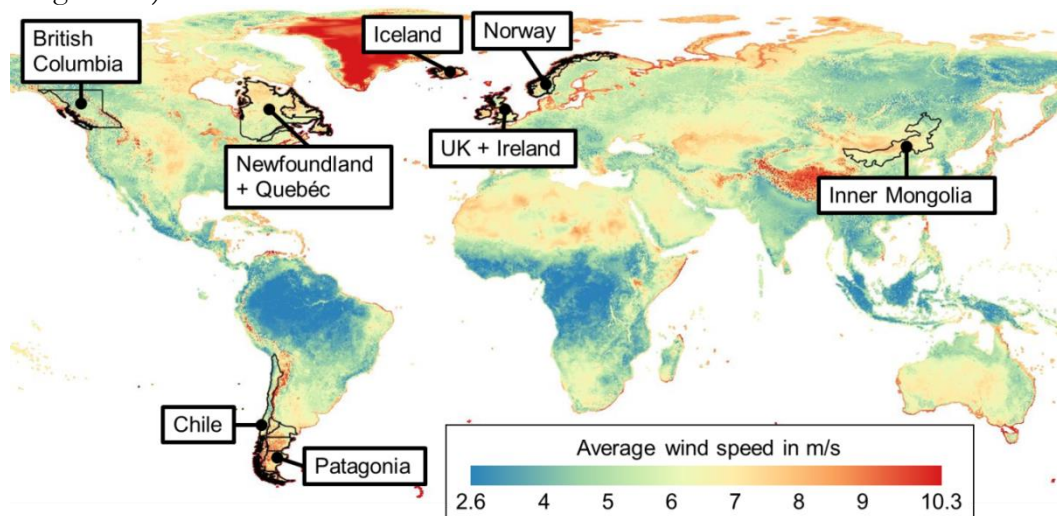 British
Columbia
Iceland
Norway
Newfoundland
+ Quebéc
UK + Ireland
Inner Mongolia
Chile
Patagonia
Average wind speed in m/s
2.6 4 5 6 7 8 9 10.3